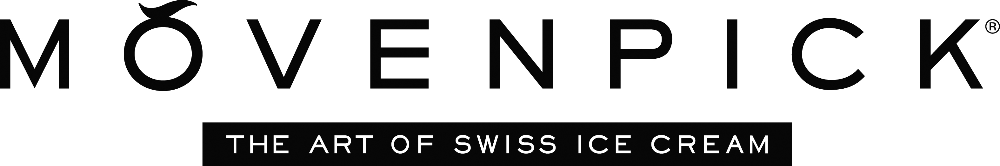 MÖVENPICK®
THE ART OF SWISS ICE CREAM